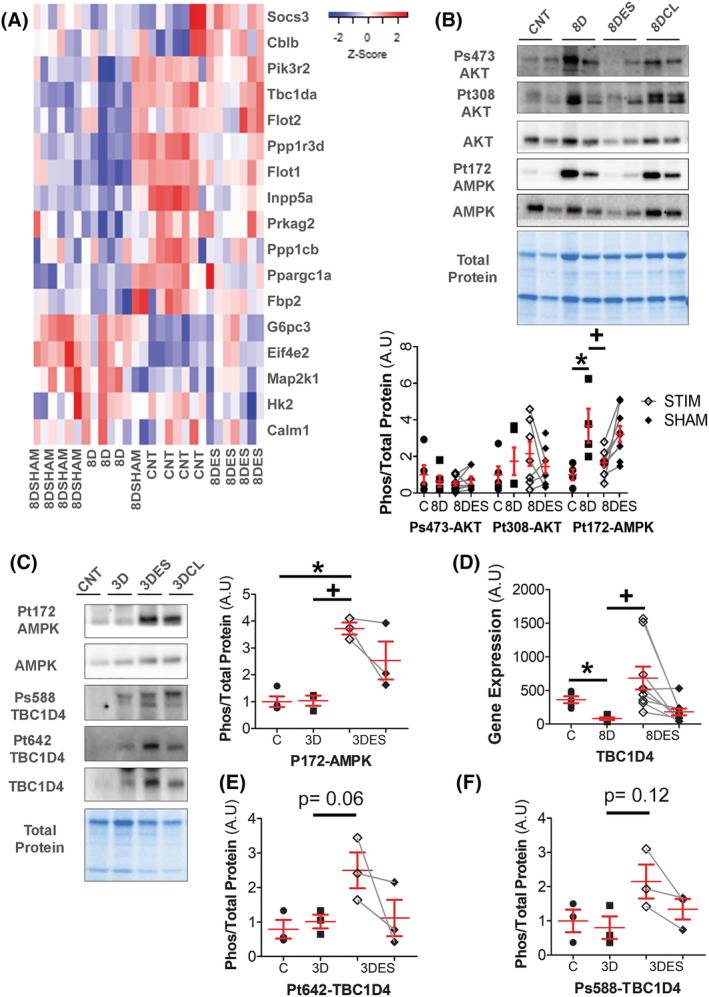 (A)
Socs3
Cblb
Pik3r2
Tbc1da
Flot2
Ppp1r3d
Flot1
Inpp5a
Prkag2
Ppp1cb
Ppargc1a
Fbp2
G6pc3
Eif4e2
Map2k1
Hk2
Calm1
-2 0 2
Z-Score
8DSHAM
8DSHAM
8DSHAM
8DSHAM
8D
8D
8D
8DSHAM
CNT
CNT
CNT
CNT
8DES
8DES
8DES
8DES
(B)
CNT 8D 8DES 8DCL
Ps473
AKT
Pt308
AKT
AKT
Pt172
AMPK
AMPK
Total
Protein
Phos/Total Protein (A.U)
8
6
4
2
0
* +
STIM
SHAM
C 8D 8DES C 8D 8DES C 8D 8DES
Ps473-AKT Pt308-AKT Pt172-AMPK
(C)
CNT 3D 3DES 3DCL
Pt172
AMPK
AMPK
Ps588
TBC1D4
Pt642
TBC1D4
TBC1D4
Total
Protein
Phos/Total Protein (A.U)
5
4
3
2
1
0
*
+
C 3D 3DES
P172-AMPK
(D)
Gene Expression (A.U)
2000
1500
1000
500
0
*
+
C 8D 8DES
TBC1D4
(E)
p= 0.06
Phos/Total Protein (A.U)
4
3
2
1
0
C 3D 3DES
Pt642-TBC1D4
(F)
p= 0.12
Phos/Total Protein (A.U)
4
3
2
1
0
C 3D 3DES
Ps588-TBC1D4